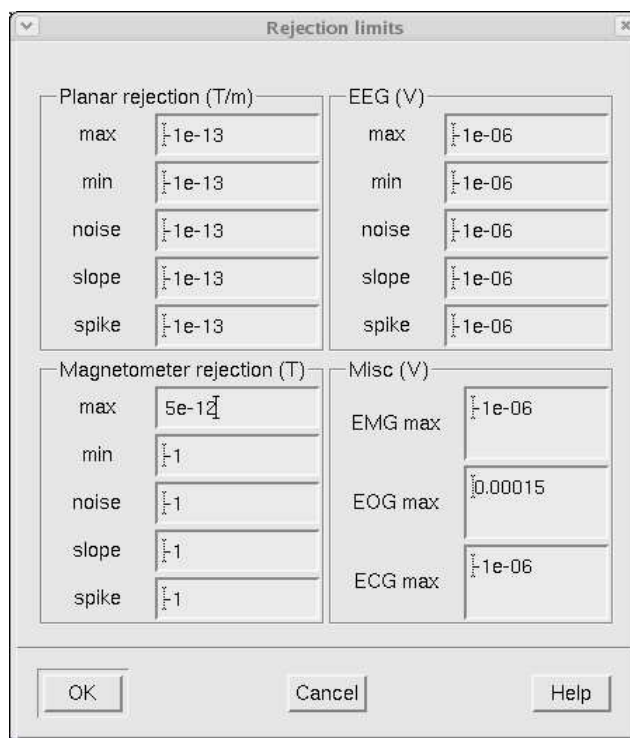 Rejection limits
Planar rejection (T/m)
max -1e-13
min -1e-13
noise -1e-13
slope -1e-13
spike -1e-13
EEG (V)
max -1e-06
min -1e-06
noise -1e-06
slope -1e-06
spike -1e-06
Magnetometer rejection (T)
max 5e-12
min -1
noise -1
slope -1
spike -1
Misc (V)
EMG max -1e-06
EOG max 0.00015
ECG max -1e-06
OK Cancel Help